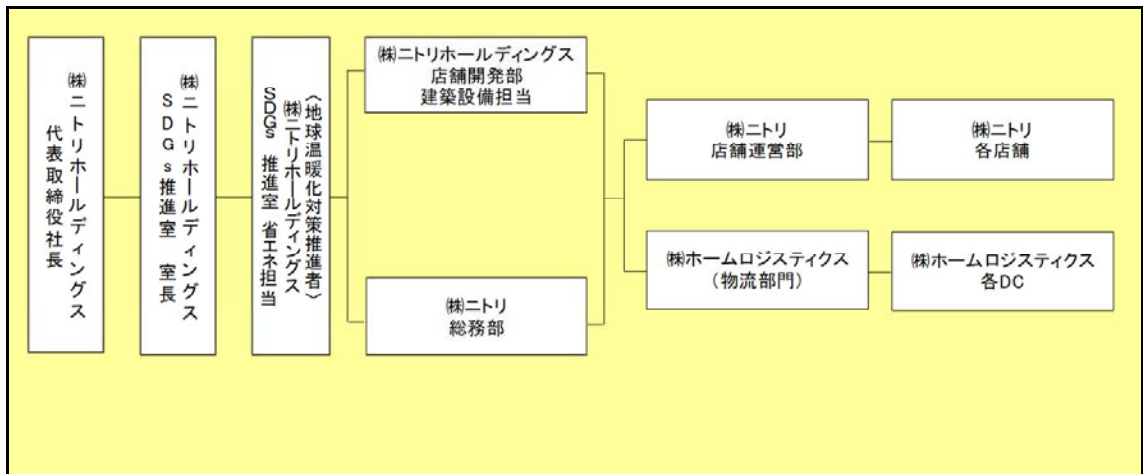 ㈱ニトリホールディングス
代表取締役社長
㈱ニトリホールディングス
SDGs推進室 室長
〈地球温暖化対策推進者〉
㈱ニトリホールディングス
SDGs 推進室 省エネ担当
㈱ニトリホールディングス
店舗開発部
建築設備担当
㈱ニトリ
総務部
㈱ニトリ
店舗運営部
㈱ニトリ
各店舗
㈱ホームロジスティクス
(物流部門)
㈱ホームロジスティクス
各DC